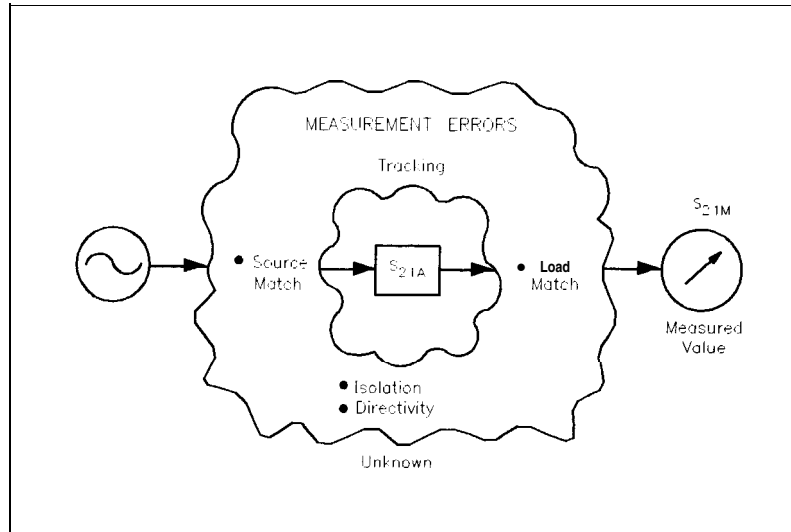 MEASUREMENT ERRORS
Tracking
S21M
Source
Match
S21A
Load
Match
Measured
Value
Isolation
Directivity
Unknown